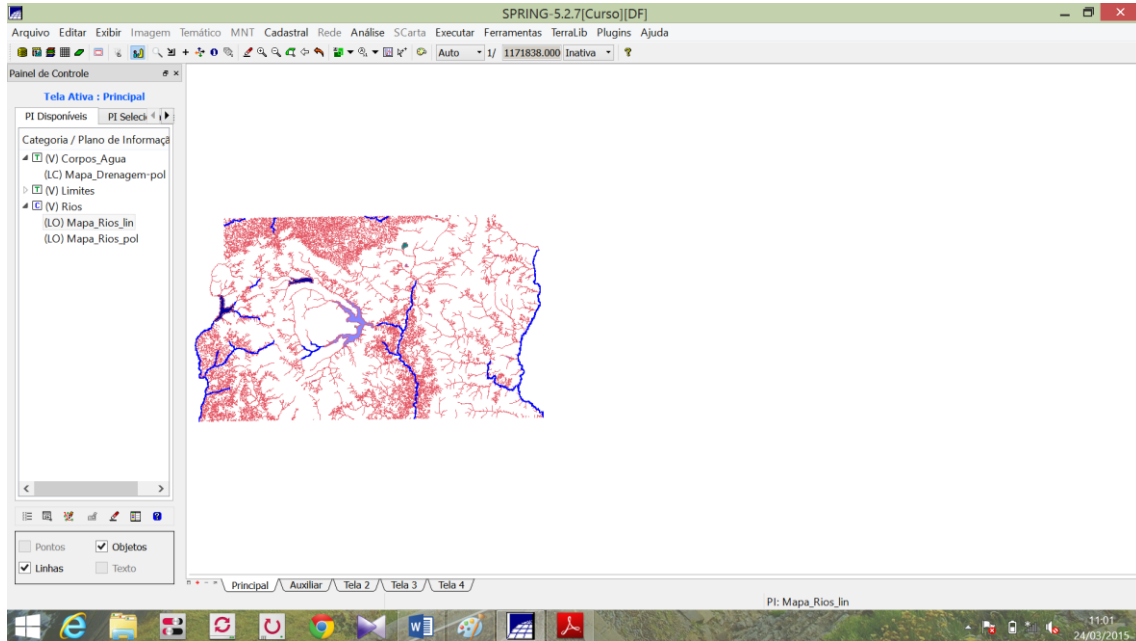 SPRING-5.2.7[Curso][DF]
Arquivo Editar Exibir Imagem Temático MNT Cadastral Rede Análise SCarta Executar Ferramentas TerraLib Plugins Ajuda
Auto 1/ 1171838.000 Inativa
Painel de Controle
Tela Ativa : Principal
PI Disponíveis PI Seleci
Categoria / Plano de Informaçã
T (V) Corpos_Agua
(LC) Mapa_Drenagem-pol
T (V) Limites
C (V) Rios
(LO) Mapa_Rios_lin
(LO) Mapa_Rios_pol
Pontos Objetos
Linhas Texto
Principal Auxiliar Tela 2 Tela 3 Tela 4
PI: Mapa_Rios_lin
11:01
24/03/2015